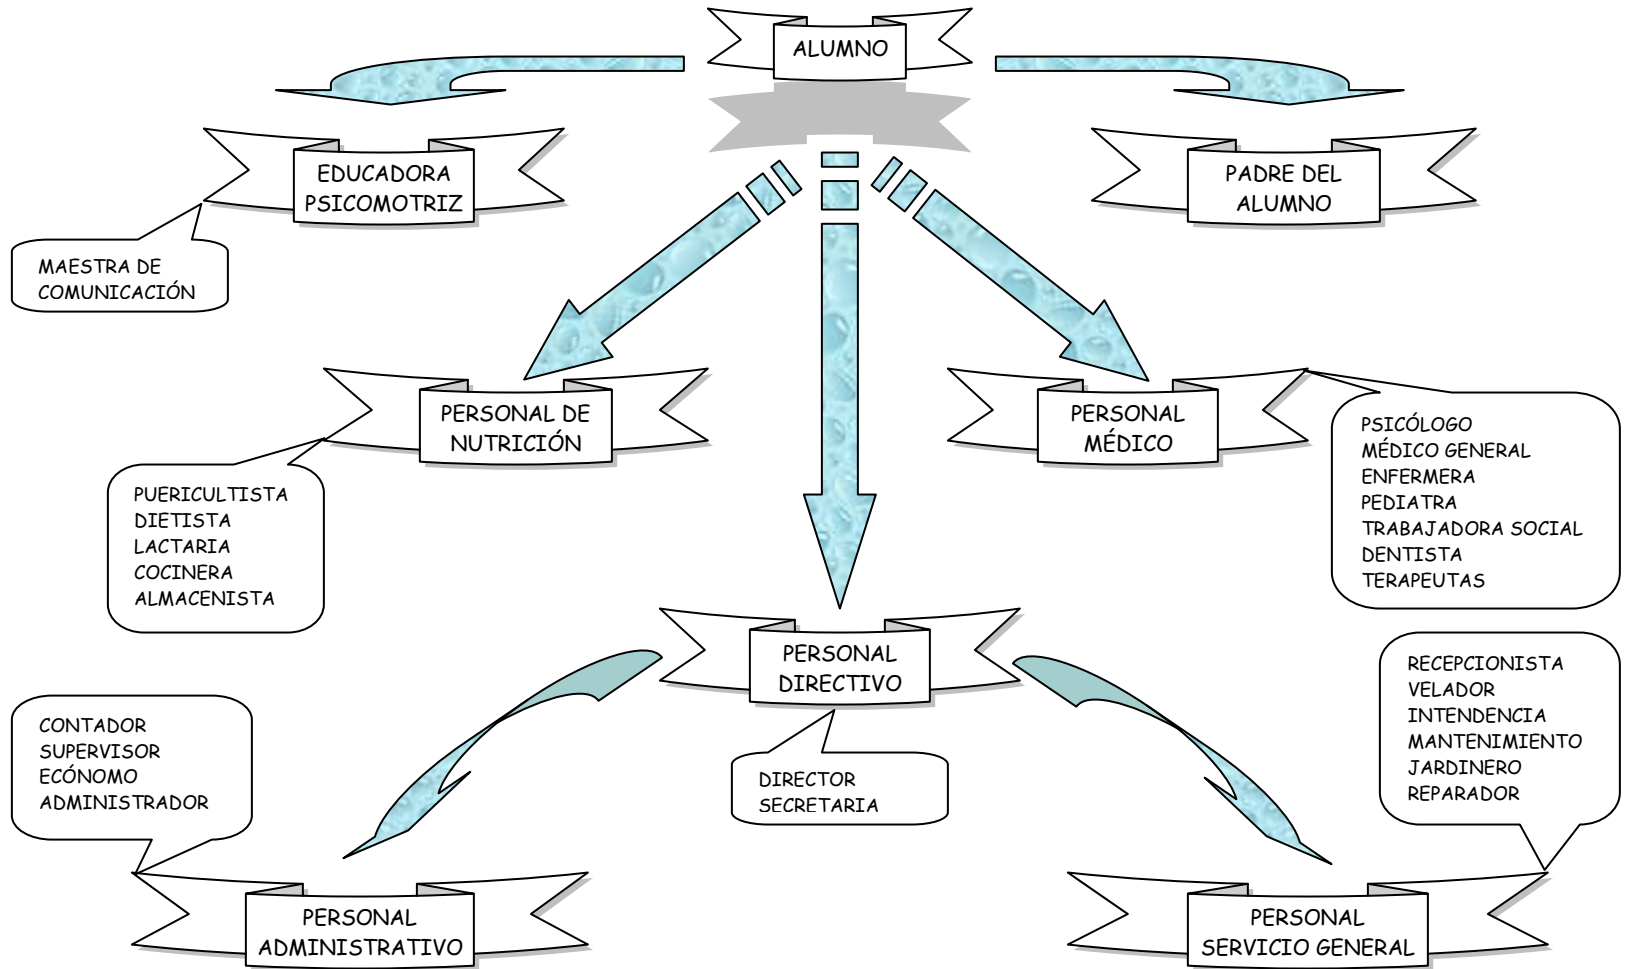 ALUMNO
EDUCADORA
PSICOMOTRIZ
PADRE DEL
ALUMNO
MAESTRA DE
COMUNICACIÓN
PERSONAL DE
NUTRICIÓN
PERSONAL
MÉDICO
PSICÓLOGO
MÉDICO GENERAL
ENFERMERA
PEDIATRA
TRABAJADORA SOCIAL
DENTISTA
TERAPEUTAS
PUERICULTISTA
DIETISTA
LACTARIA
COCINERA
ALMACENISTA
PERSONAL
DIRECTIVO
RECEPCIONISTA
VELADOR
INTENDENCIA
MANTENIMIENTO
JARDINERO
REPARADOR
CONTADOR
SUPERVISOR
ECÓNOMO
ADMINISTRADOR
DIRECTOR
SECRETARIA
PERSONAL
ADMINISTRATIVO
PERSONAL
SERVICIO GENERAL